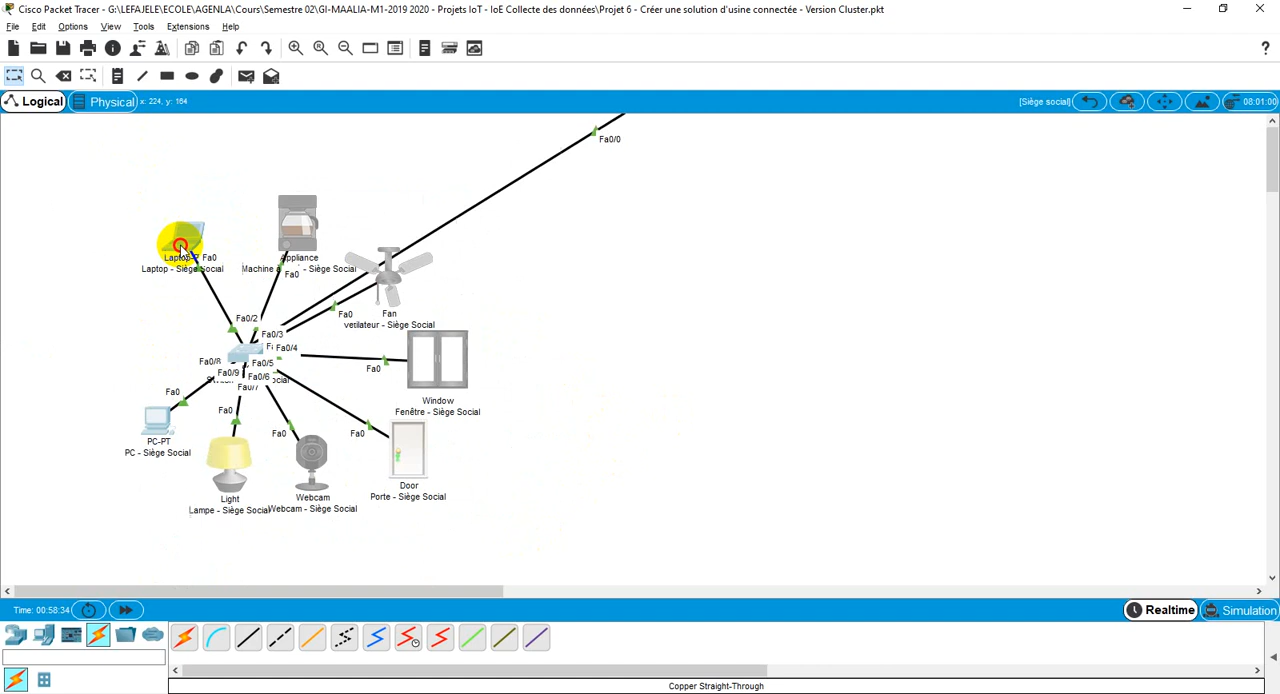 Cisco Packet Tracer - G:\LEFAJELE\ECOLE\AGENLA\Cours\Semestre 02\GI-MAALIA-M1-2019 2020 - Projets IoT - IoE Collecte des données\Projet 6 - Créer une solution d'usine connectée - Version Cluster.pkt
File Edit Options View Tools Extensions Help
?
Logical Physical x: 224, y: 164 [Siège social] 08:01:00
Fa0/0
Appliance
Machine à - Siège Social
Fa0
Laptop - Siège Social
Fa0
Fan
vetilateur - Siège Social
Fa0
Fa0/2
Fa0/3
Fa0/4
Fa0/8
Fa0/5
Fa0/9
Fa0/6
Fa0/7
Fa0
Window
Fenêtre - Siège Social
Fa0
PC-PT
PC - Siège Social
Fa0
Light
Lampe - Siège Social
Fa0
Webcam
Webcam - Siège Social
Fa0
Door
Porte - Siège Social
Time: 00:58:34
Realtime Simulation
Copper Straight-Through